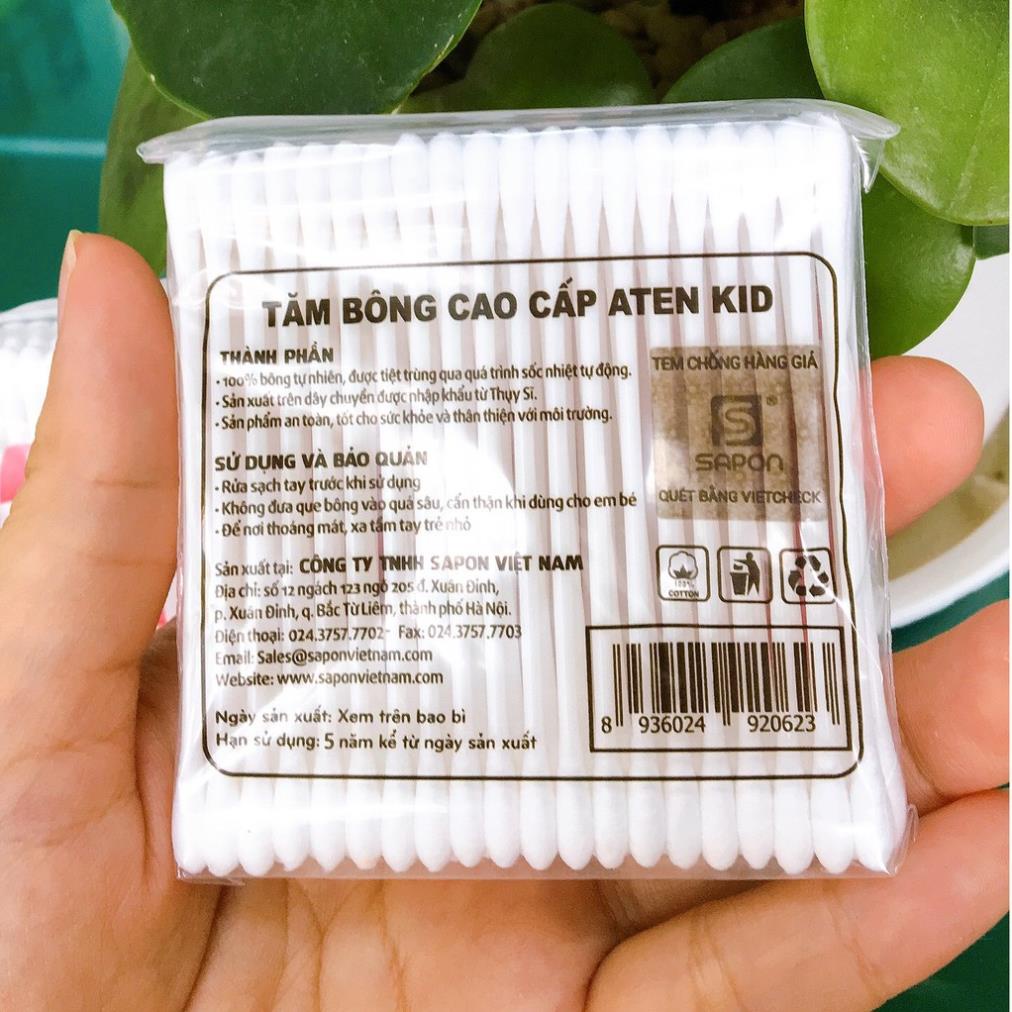 TĂM BÔNG CAO CẤP ATEN KID
THÀNH PHẦN
• 100% bông tự nhiên, được tiệt trùng qua quá trình sốc nhiệt tự động.
• Sản xuất trên dây chuyền được nhập khẩu từ Thụy Sĩ.
• Sản phẩm an toàn, tốt cho sức khỏe và thân thiện với môi trường.
SỬ DỤNG VÀ BẢO QUẢN
• Rửa sạch tay trước khi sử dụng
• Không đưa que bông vào quá sâu, cẩn thận khi dùng cho em bé
• Để nơi thoáng mát, xa tầm tay trẻ nhỏ
TEM CHỐNG HÀNG GIẢ
S®
SAPON
QUÉT BẰNG VIETCHECK
Sản xuất tại: CÔNG TY TNHH SAPON VIỆT NAM
Địa chỉ: số 12 ngách 123 ngõ 205 đ. Xuân Đỉnh,
p. Xuân Đỉnh, q. Bắc Từ Liêm, thành phố Hà Nội.
Điện thoại: 024.3757.7702 - Fax: 024.3757.7703
Email: Sales@saponvietnam.com
Website: www.saponvietnam.com
Ngày sản xuất: Xem trên bao bì
Hạn sử dụng: 5 năm kể từ ngày sản xuất
100%
COTTON
8 936024 920623